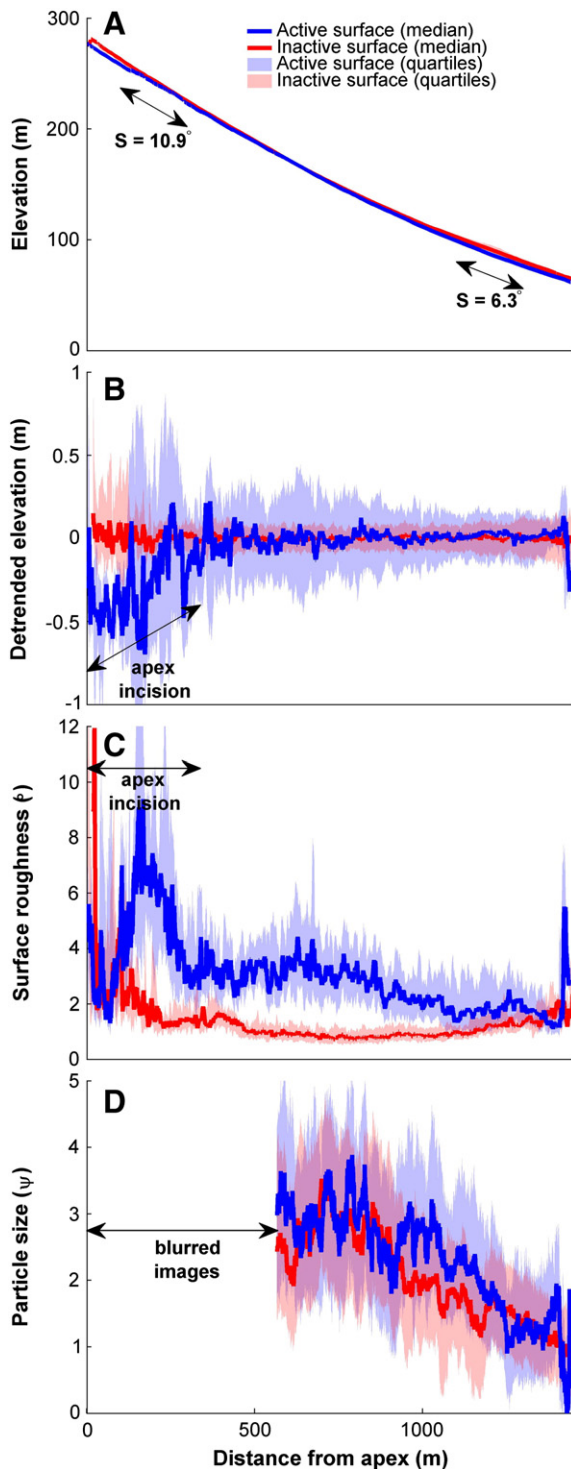 A
300
Active surface (median)
Inactive surface (median)
Active surface (quartiles)
Inactive surface (quartiles)
200
S = 10.9°
Elevation (m)
100
S = 6.3°
0
B
1
0.5
Detrended elevation (m)
0
-0.5
apex
incision
-1
C
12
apex
incision
10
8
Surface roughness (°)
6
4
2
0
D
5
4
Particle size (ψ)
3
blurred
images
2
1
0
0
500
1000
Distance from apex (m)